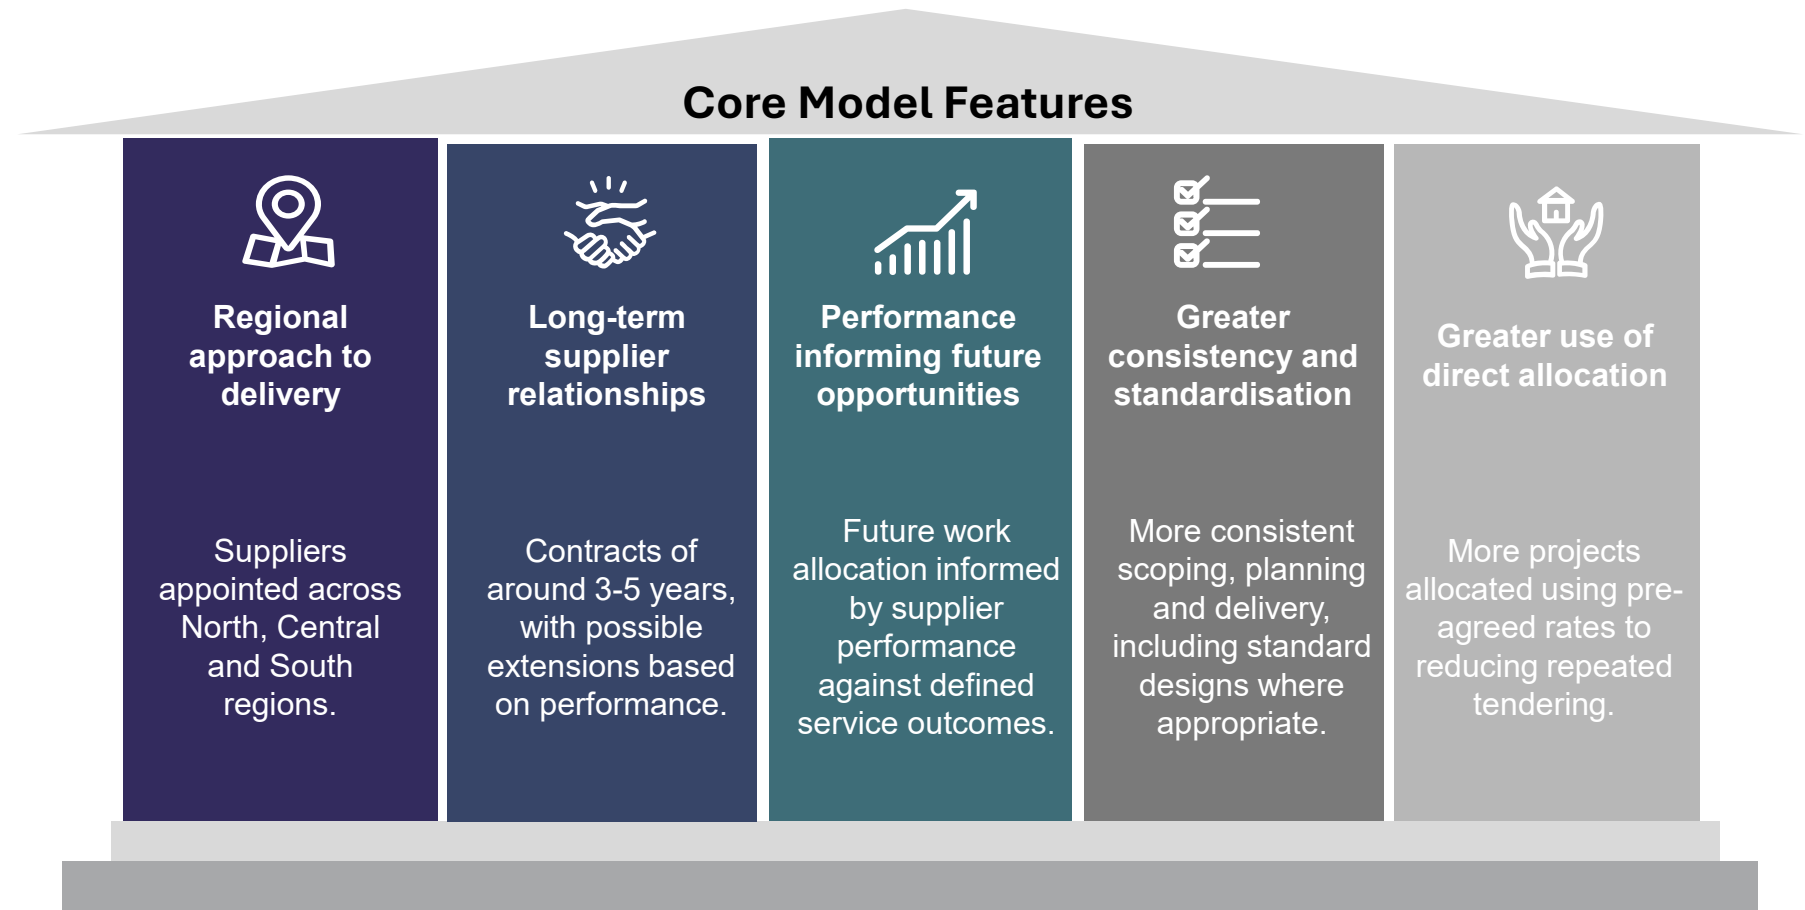 Core Model Features
Regional
approach to
delivery
Suppliers
appointed across
North, Central
and South
regions.
Long-term
supplier
relationships
Contracts of
around 3-5 years,
with possible
extensions based
on performance.
Performance
informing future
opportunities
Future work
allocation informed
by supplier
performance
against defined
service outcomes.
Greater
consistency and
standardisation
More consistent
scoping, planning
and delivery,
including standard
designs where
appropriate.
Greater use of
direct allocation
More projects
allocated using pre-
agreed rates to
reducing repeated
tendering.